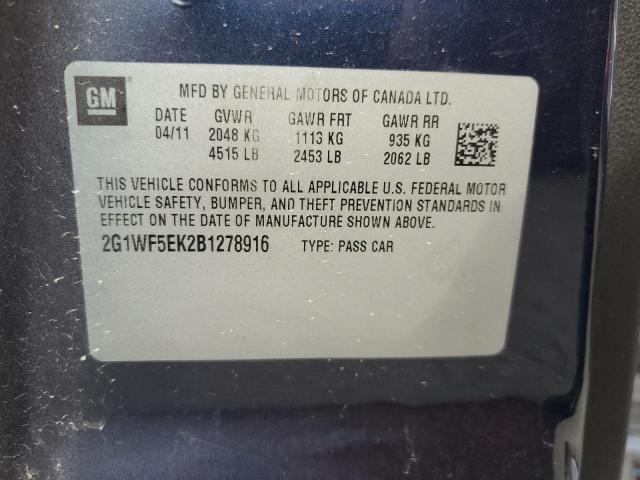 GM
MFD BY GENERAL MOTORS OF CANADA LTD.
DATE GVWR GAWR FRT GAWR RR
04/11 2048 KG 1113 KG 935 KG
4515 LB 2453 LB 2062 LB
THIS VEHICLE CONFORMS TO ALL APPLICABLE U.S. FEDERAL MOTOR
VEHICLE SAFETY, BUMPER, AND THEFT PREVENTION STANDARDS IN
EFFECT ON THE DATE OF MANUFACTURE SHOWN ABOVE.
2G1WF5EK2B1278916 TYPE: PASS CAR